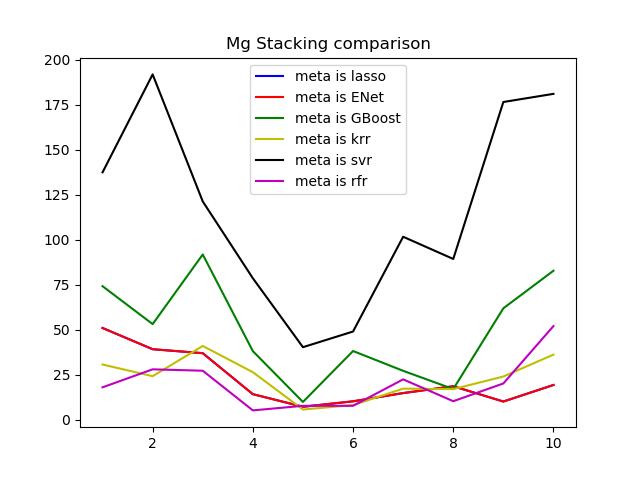 Mg Stacking comparison
200
175
150
125
100
75
50
25
0
meta is lasso
meta is ENet
meta is GBoost
meta is krr
meta is svr
meta is rfr
2
4
6
8
10